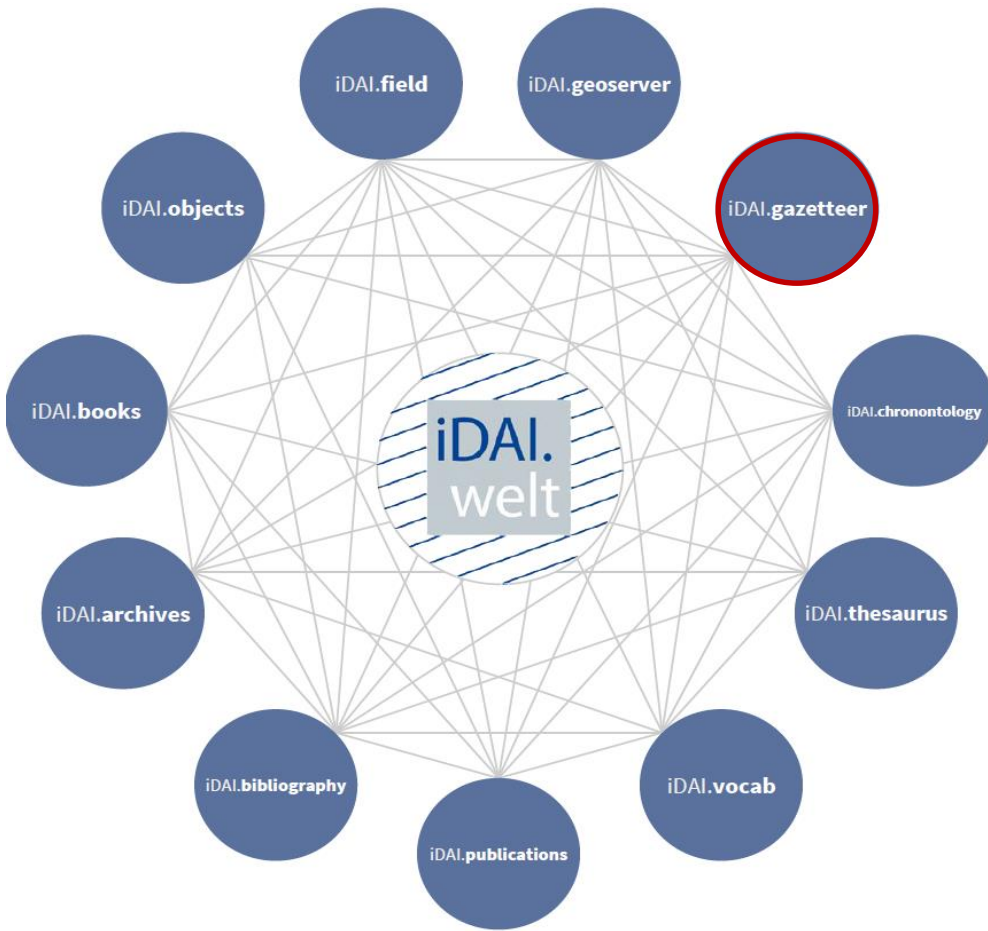 iDAI.field
iDAI.geoserver
iDAI.objects
iDAI.gazetteer
iDAI.books
iDAI.
welt
iDAI.chronontology
iDAI.archives
iDAI.thesaurus
iDAI.bibliography
iDAI.vocab
iDAI.publications